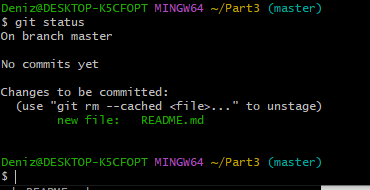 Deniz@DESKTOP-K5CFOPT MINGW64 ~/Part3 (master)
$ git status
On branch master
No commits yet
Changes to be committed:
(use "git rm --cached <file>..." to unstage)
new file: README.md
Deniz@DESKTOP-K5CFOPT MINGW64 ~/Part3 (master)
$